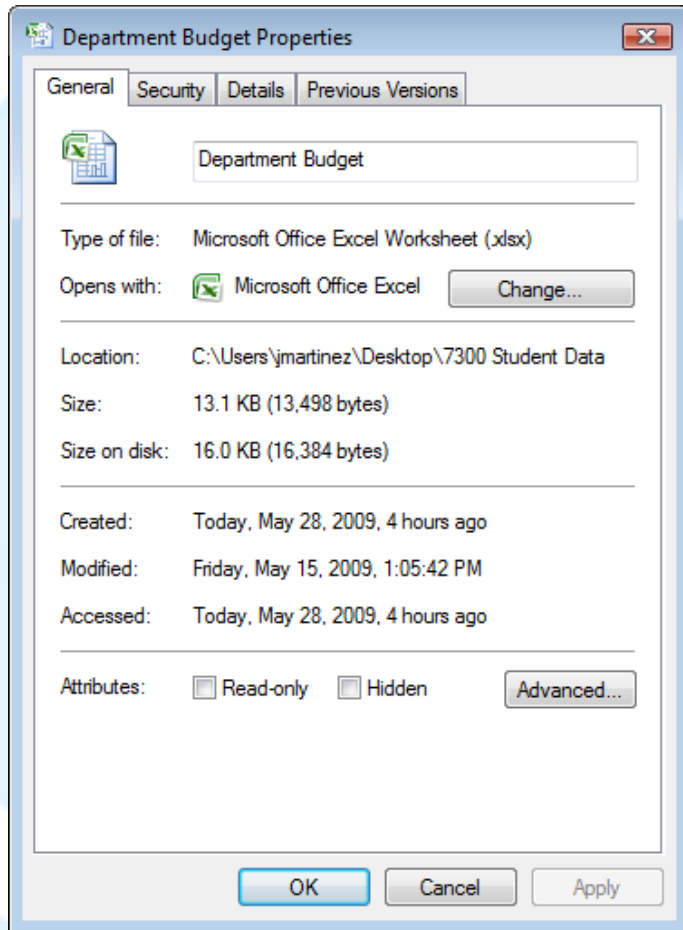 Department Budget Properties
General Security Details Previous Versions
Department Budget
Type of file: Microsoft Office Excel Worksheet (.xlsx)
Opens with: Microsoft Office Excel Change...
Location: C:\Users\jmartinez\Desktop\7300 Student Data
Size: 13.1 KB (13,498 bytes)
Size on disk: 16.0 KB (16,384 bytes)
Created: Today, May 28, 2009, 4 hours ago
Modified: Friday, May 15, 2009, 1:05:42 PM
Accessed: Today, May 28, 2009, 4 hours ago
Attributes: Read-only Hidden Advanced...
OK Cancel Apply